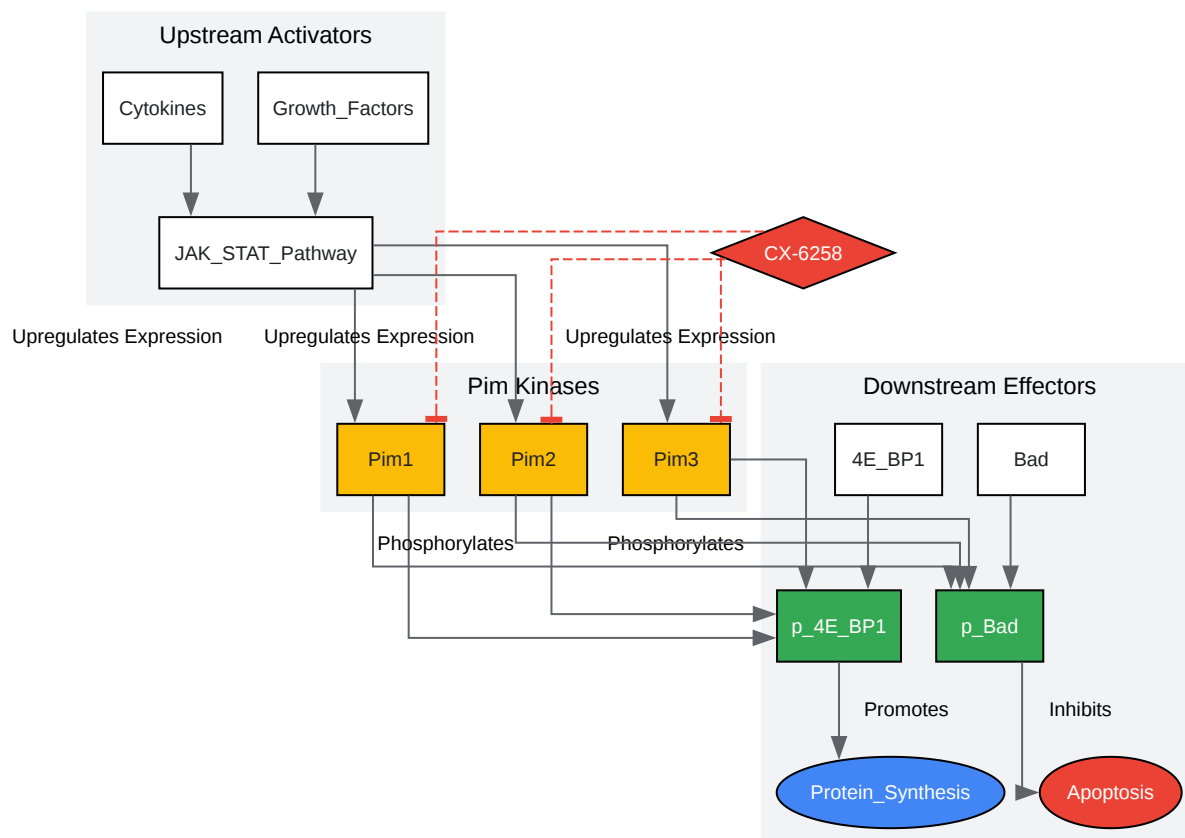 Upstream Activators
Cytokines
Growth_Factors
JAK_STAT_Pathway
CX-6258
Upregulates Expression
Upregulates Expression
Upregulates Expression
Pim Kinases
Downstream Effectors
Pim1
Pim2
Pim3
4E_BP1
Bad
Phosphorylates
Phosphorylates
p_4E_BP1
p_Bad
Promotes
Inhibits
Protein_Synthesis
Apoptosis